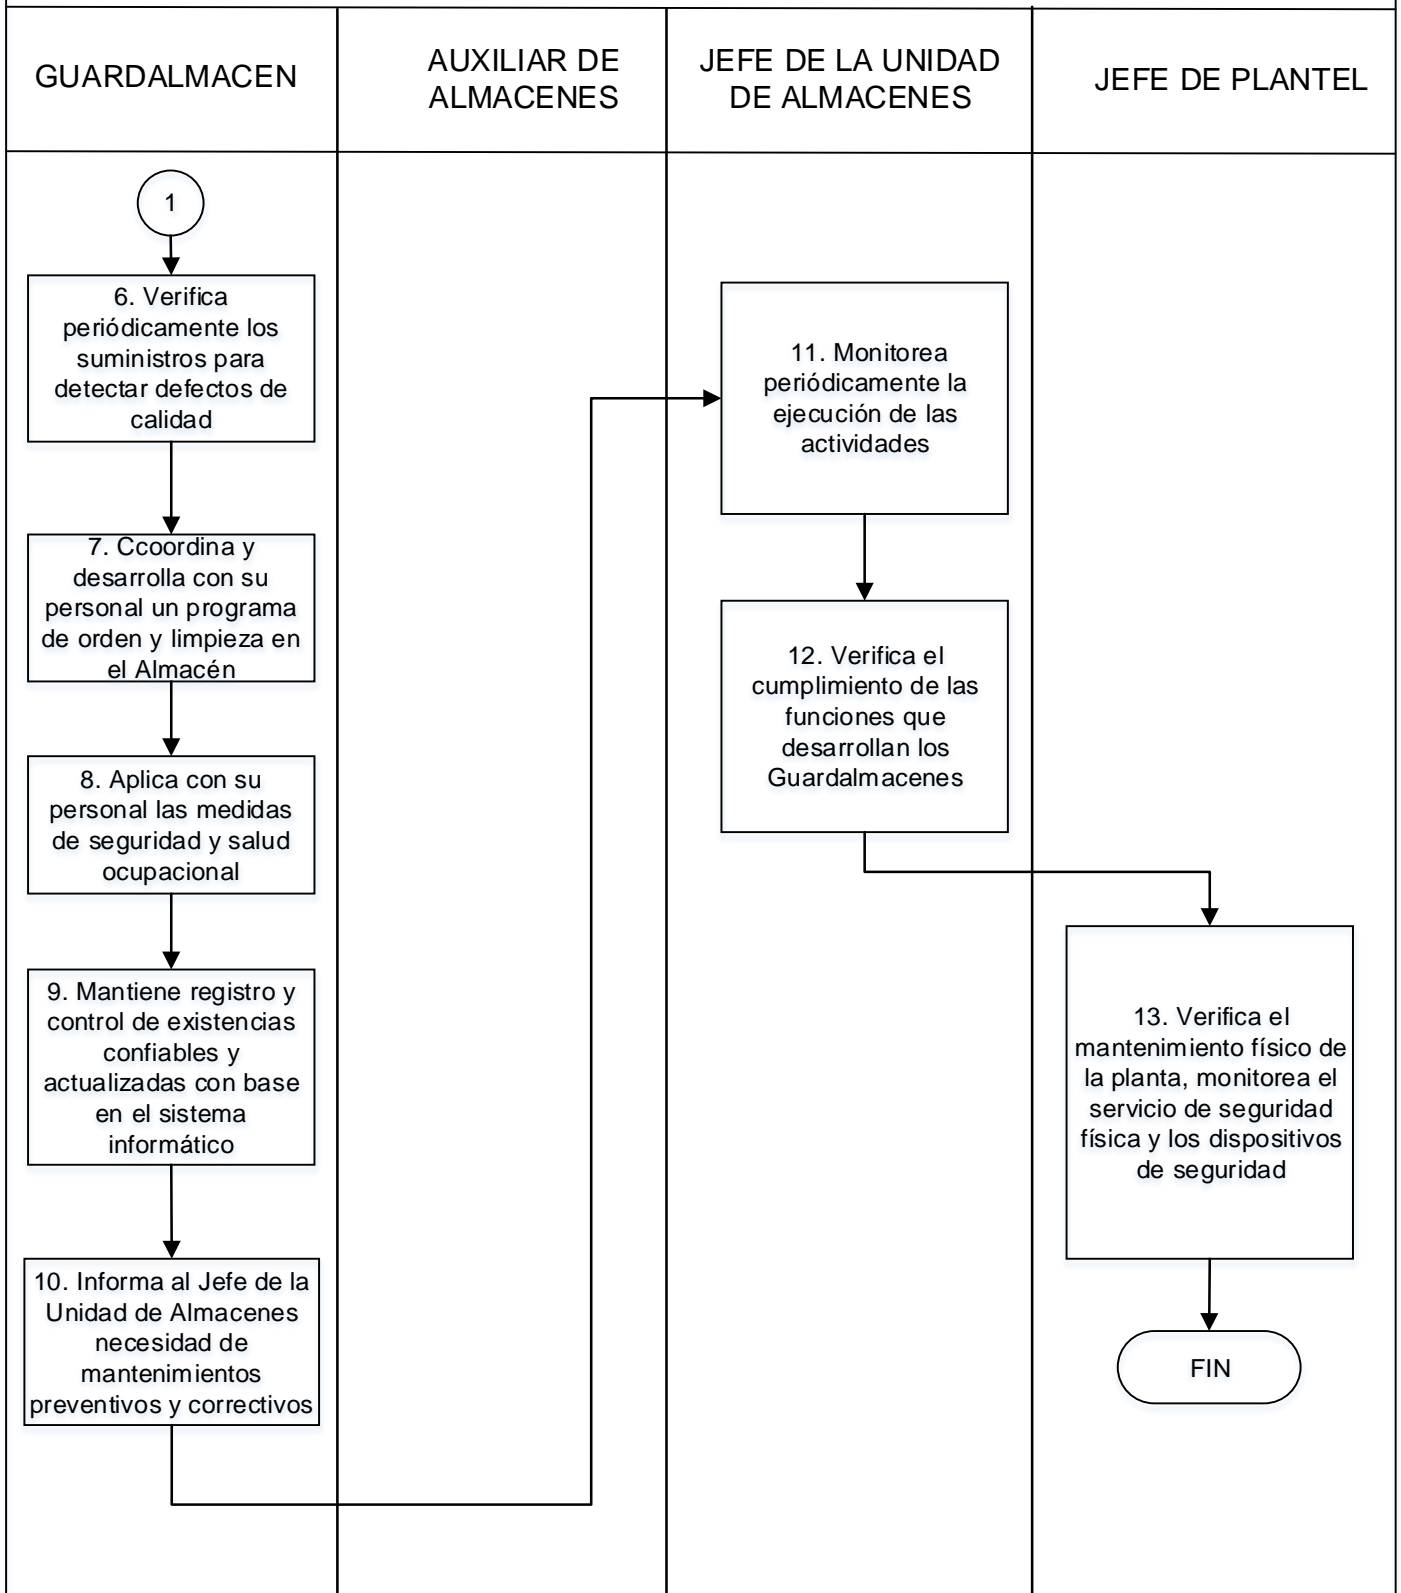 GUARDALMACEN
AUXILIAR DE
ALMACENES
JEFE DE LA UNIDAD
DE ALMACENES
JEFE DE PLANTEL
1
6. Verifica
periódicamente los
suministros para
detectar defectos de
calidad
7. Ccoordina y
desarrolla con su
personal un programa
de orden y limpieza en
el Almacén
8. Aplica con su
personal las medidas
de seguridad y salud
ocupacional
9. Mantiene registro y
control de existencias
confiables y
actualizadas con base
en el sistema
informático
10. Informa al Jefe de la
Unidad de Almacenes
necesidad de
mantenimientos
preventivos y correctivos
11. Monitorea
periódicamente la
ejecución de las
actividades
12. Verifica el
cumplimiento de las
funciones que
desarrollan los
Guardalmacenes
13. Verifica el
mantenimiento físico de
la planta, monitorea el
servicio de seguridad
física y los dispositivos
de seguridad
FIN